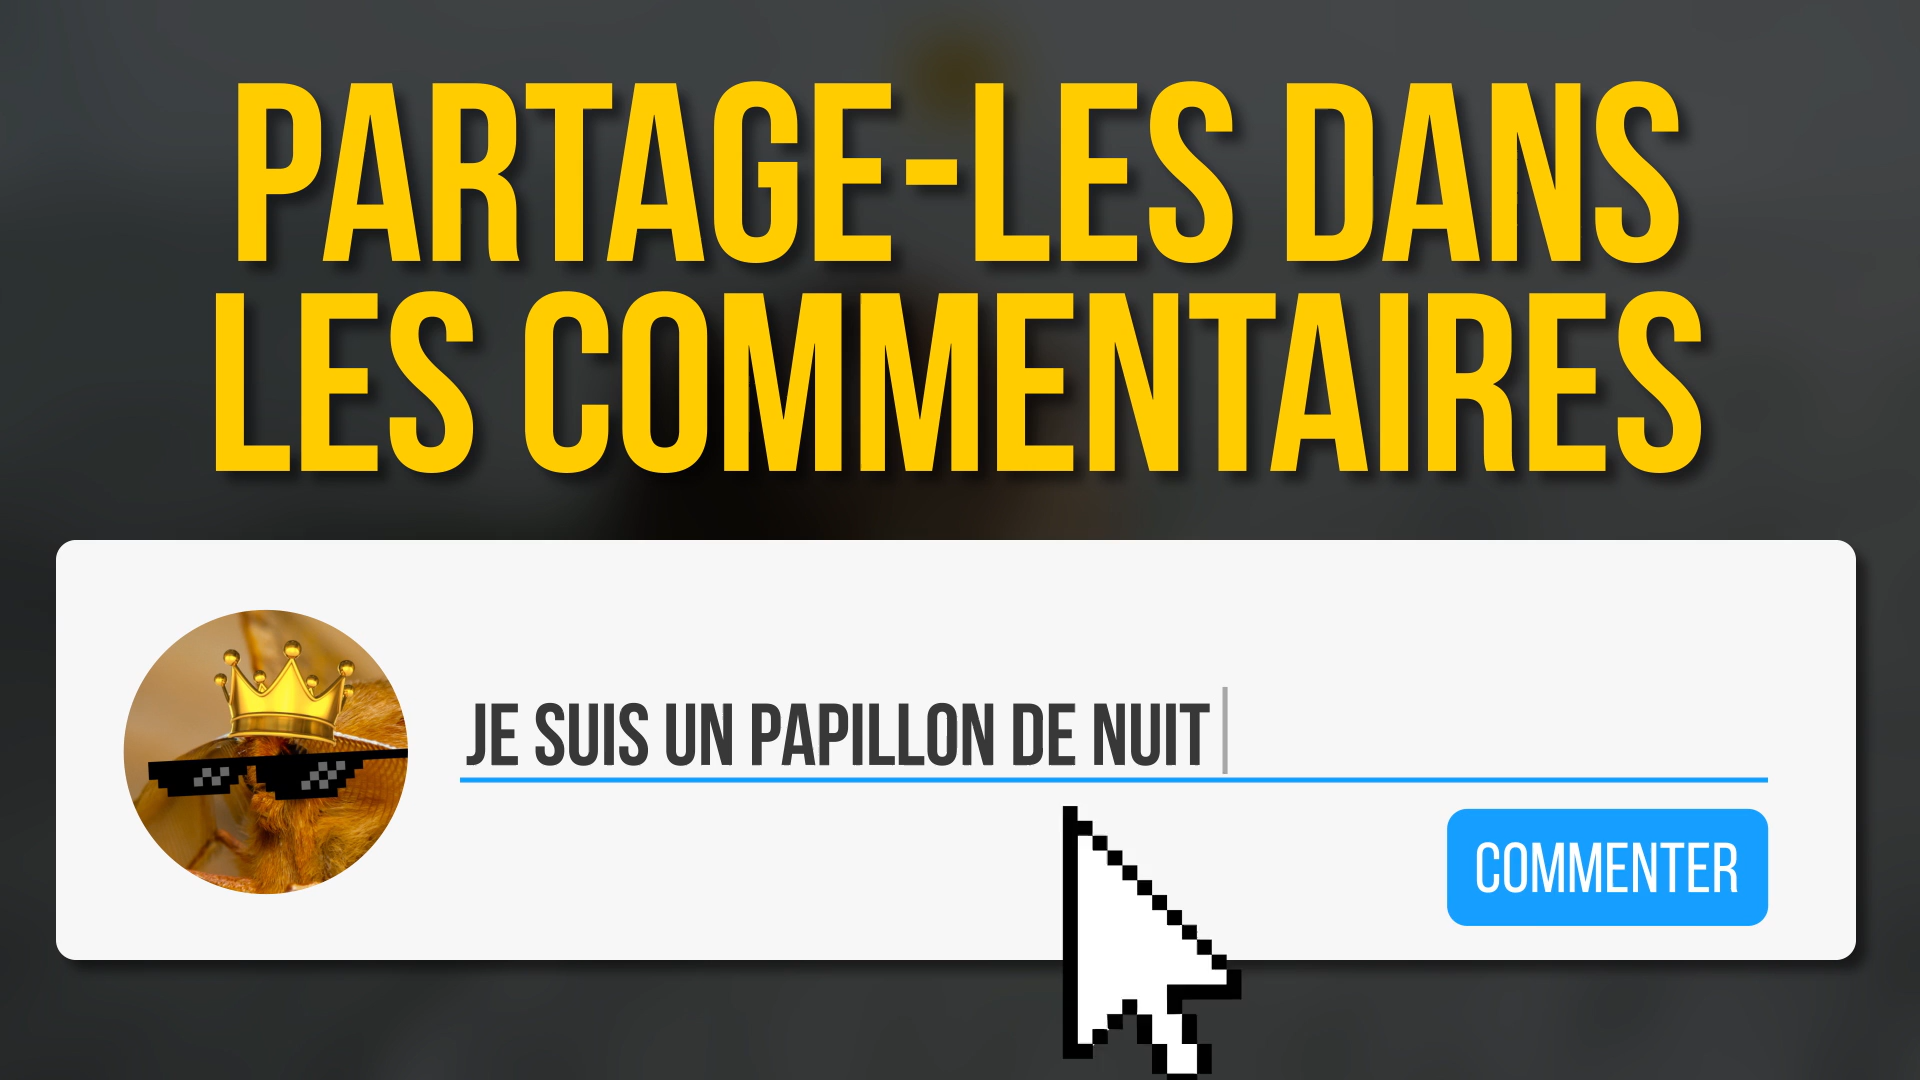 PARTAGE-LES DANS
LES COMMENTAIRES
JE SUIS UN PAPILLON DE NUIT
COMMENTER